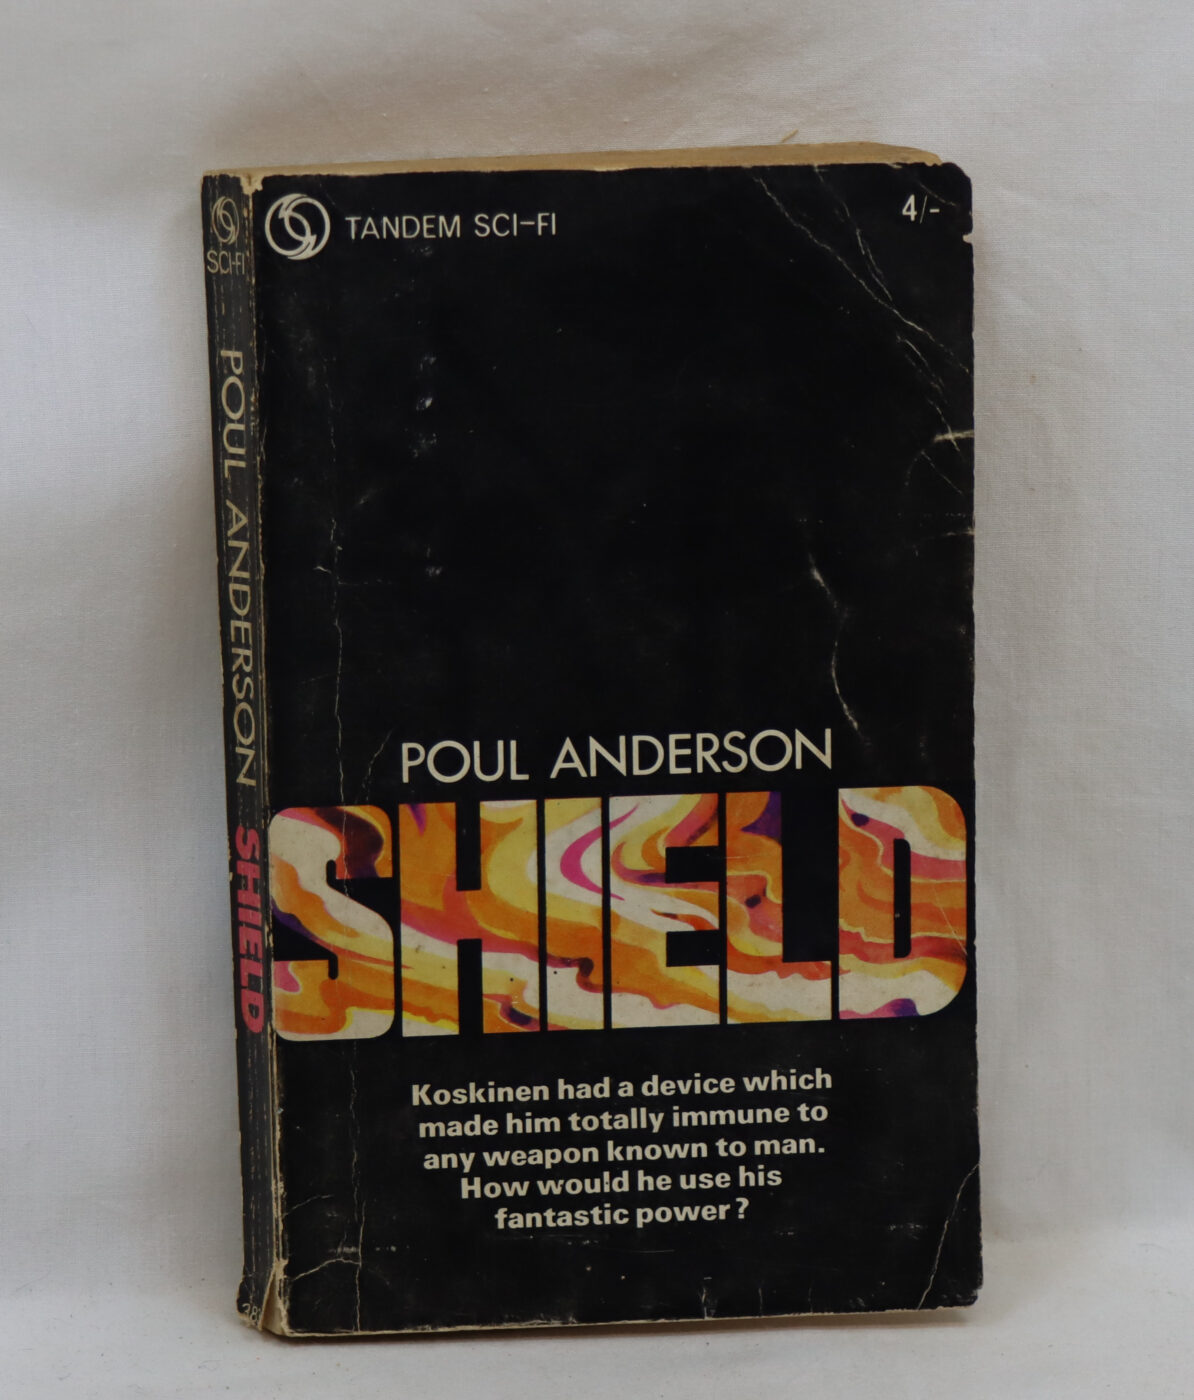 TANDEM SCI-FI
4/-
POUL ANDERSON
SHIELD
Koskinen had a device which
made him totally immune to
any weapon known to man.
How would he use his
fantastic power?
SCI-FI
POUL ANDERSON
SHIELD